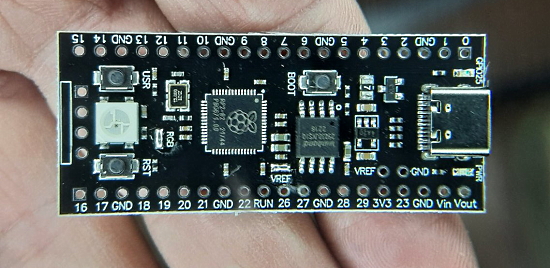 15 14 GND 13 12 11 10 GND 9 8 7 6 GND 5 4 3 2 GND 1 0
USR
BOOT
GPIO25
RGB
RST
VREF
VREF
GND
PWR
16 17 GND 18 19 20 21 GND 22 RUN 26 27 GND 28 29 3V3 23 GND Vin Vout